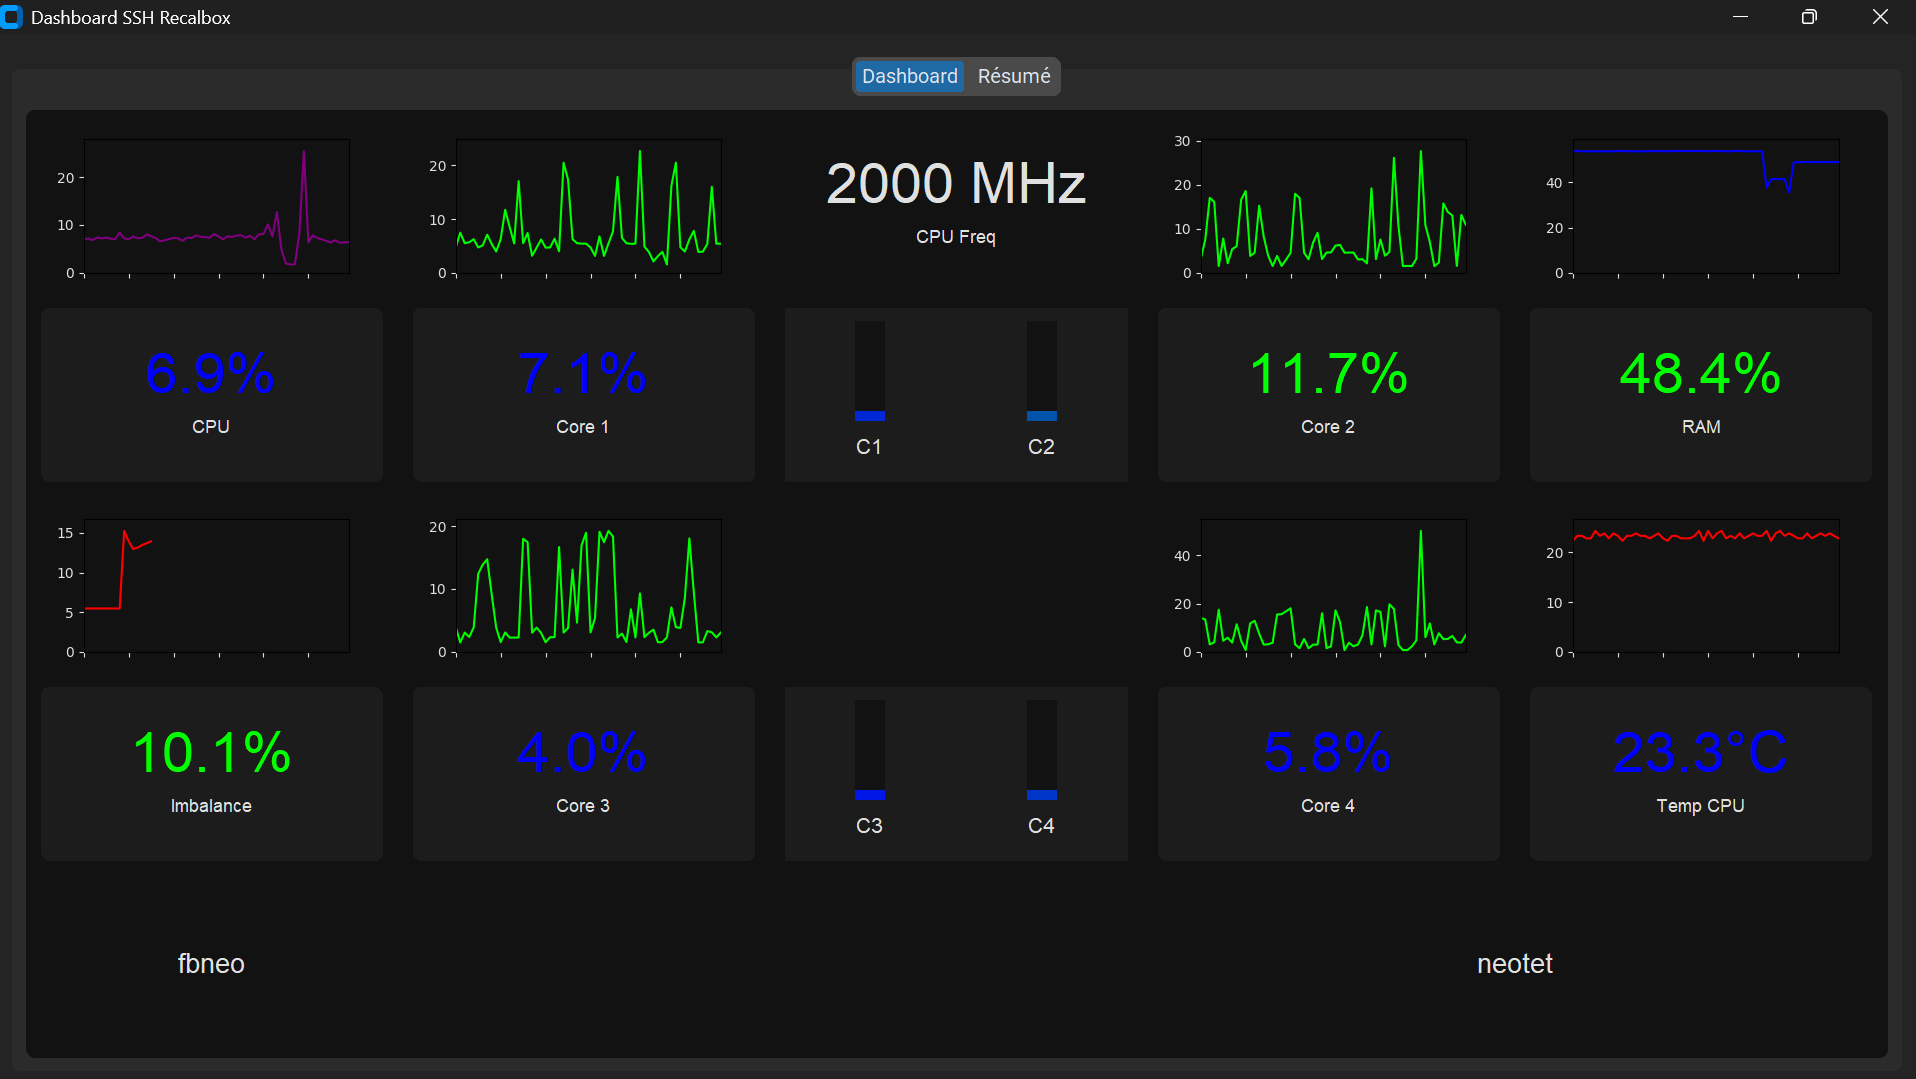 Dashboard SSH Recalbox
Dashboard Résumé
20
10
0
20
10
0
2000 MHz
CPU Freq
30
20
10
0
40
20
0
6.9%
CPU
7.1%
Core 1
C1
C2
11.7%
Core 2
48.4%
RAM
15
10
5
0
20
10
0
40
20
0
20
10
0
10.1%
Imbalance
4.0%
Core 3
C3
C4
5.8%
Core 4
23.3°C
Temp CPU
fbneo
neotet